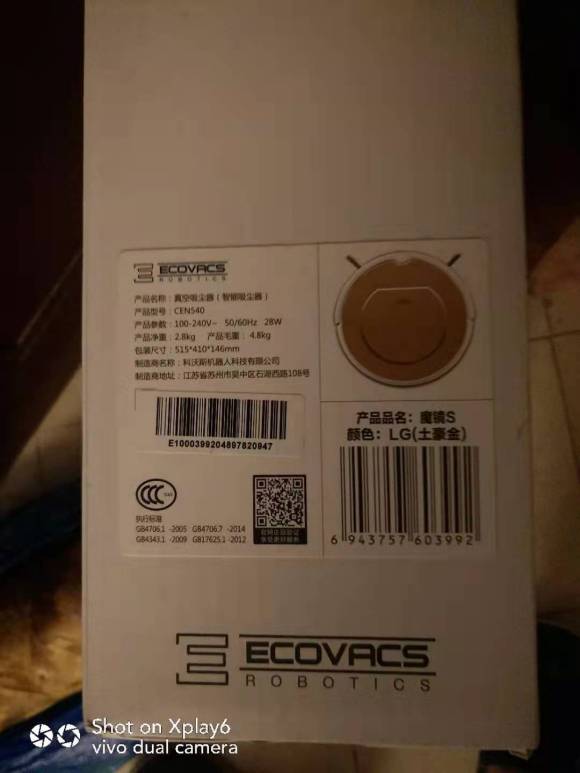 ECOVACS
ROBOTICS
产品名称：真空吸尘器（智能吸尘器）
产品型号：CEN540
产品参数：100-240V~ 50/60Hz 28W
产品净重：2.8kg 产品毛重：4.8kg
包装尺寸：515*410*146mm
制造商名称：科沃斯机器人科技有限公司
制造商地址：江苏省苏州市吴中区石湖西路108号
E1000399204897820947
CCC
执行标准
GB4706.1 -2005 GB4706.7 -2014
GB4343.1 -2009 GB17625.1-2012
产品品名：魔镜S
颜色：LG(土豪金)
6 943757 603992
ECOVACS
ROBOTICS
Shot on Xplay6
vivo dual camera